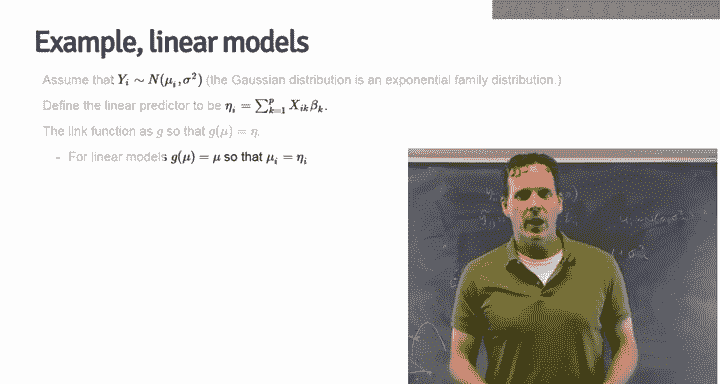 Example, linear models
Assume that Y_i ∼ N(μ_i, σ²) (the Gaussian distribution is an exponential family distribution.)
Define the linear predictor to be η_i = ∑_{k=1}^p X_{ik} β_k.
The link function as g so that g(μ) = η.
- For linear models g(μ) = μ so that μ_i = η_i